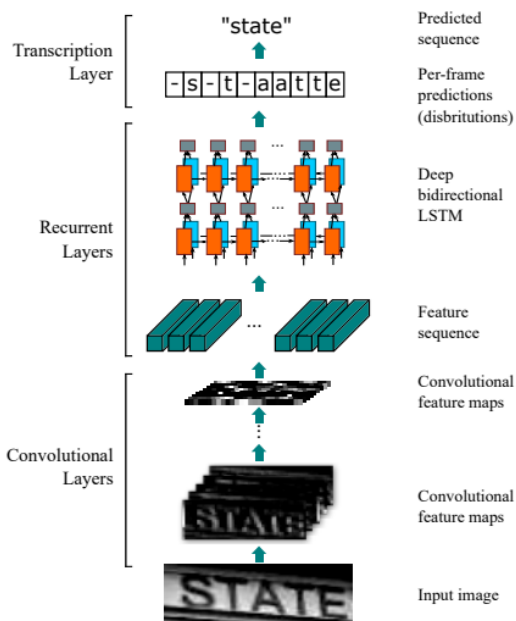 "state"
Predicted sequence
Transcription Layer
- s - t - a a t t e
Per-frame predictions (disbritutions)
Recurrent Layers
Deep bidirectional LSTM
...
...
...
...
Feature sequence
Convolutional Layers
Convolutional feature maps
...
STATE
Convolutional feature maps
STATE
Input image